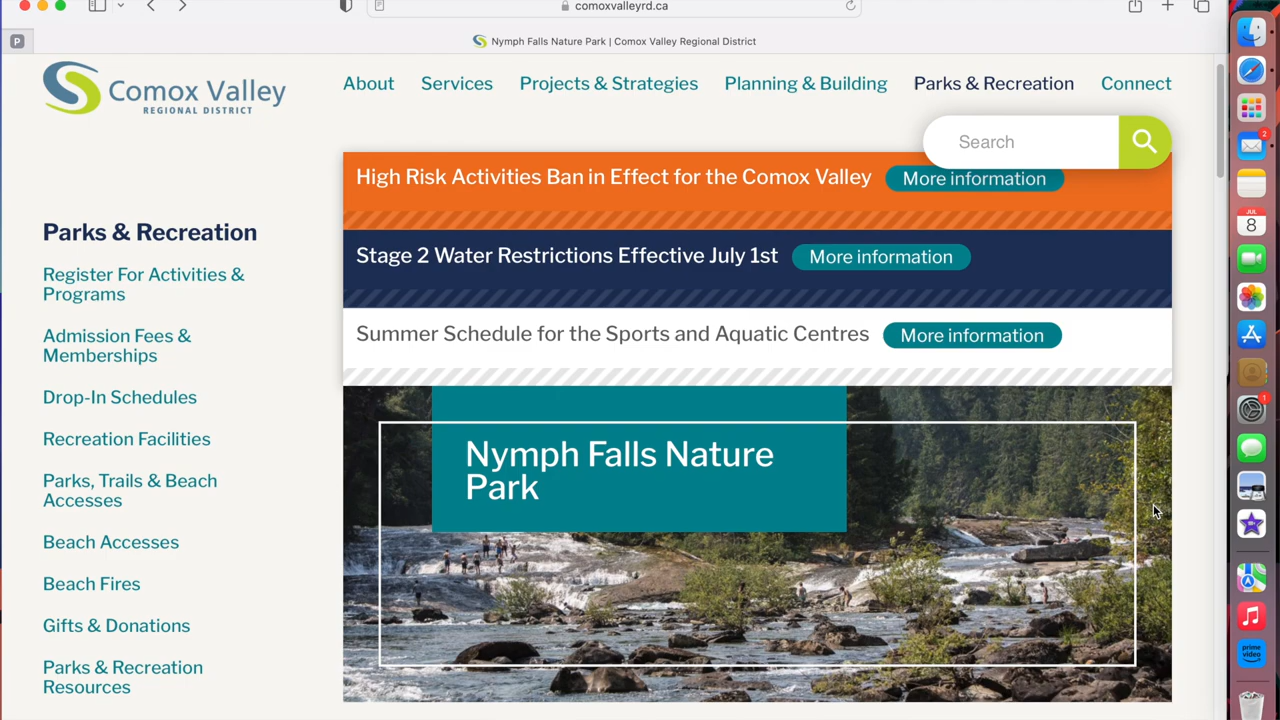 comoxvalleyrd.ca
P
Nymph Falls Nature Park | Comox Valley Regional District
Comox Valley
REGIONAL DISTRICT
About
Services
Projects & Strategies
Planning & Building
Parks & Recreation
Connect
Search
High Risk Activities Ban in Effect for the Comox Valley
More information
Stage 2 Water Restrictions Effective July 1st
More information
Summer Schedule for the Sports and Aquatic Centres
More information
Parks & Recreation
Register For Activities &
Programs
Admission Fees &
Memberships
Drop-In Schedules
Recreation Facilities
Parks, Trails & Beach
Accesses
Beach Accesses
Beach Fires
Gifts & Donations
Parks & Recreation
Resources
Nymph Falls Nature
Park
2
JUL
8
1
prime
video